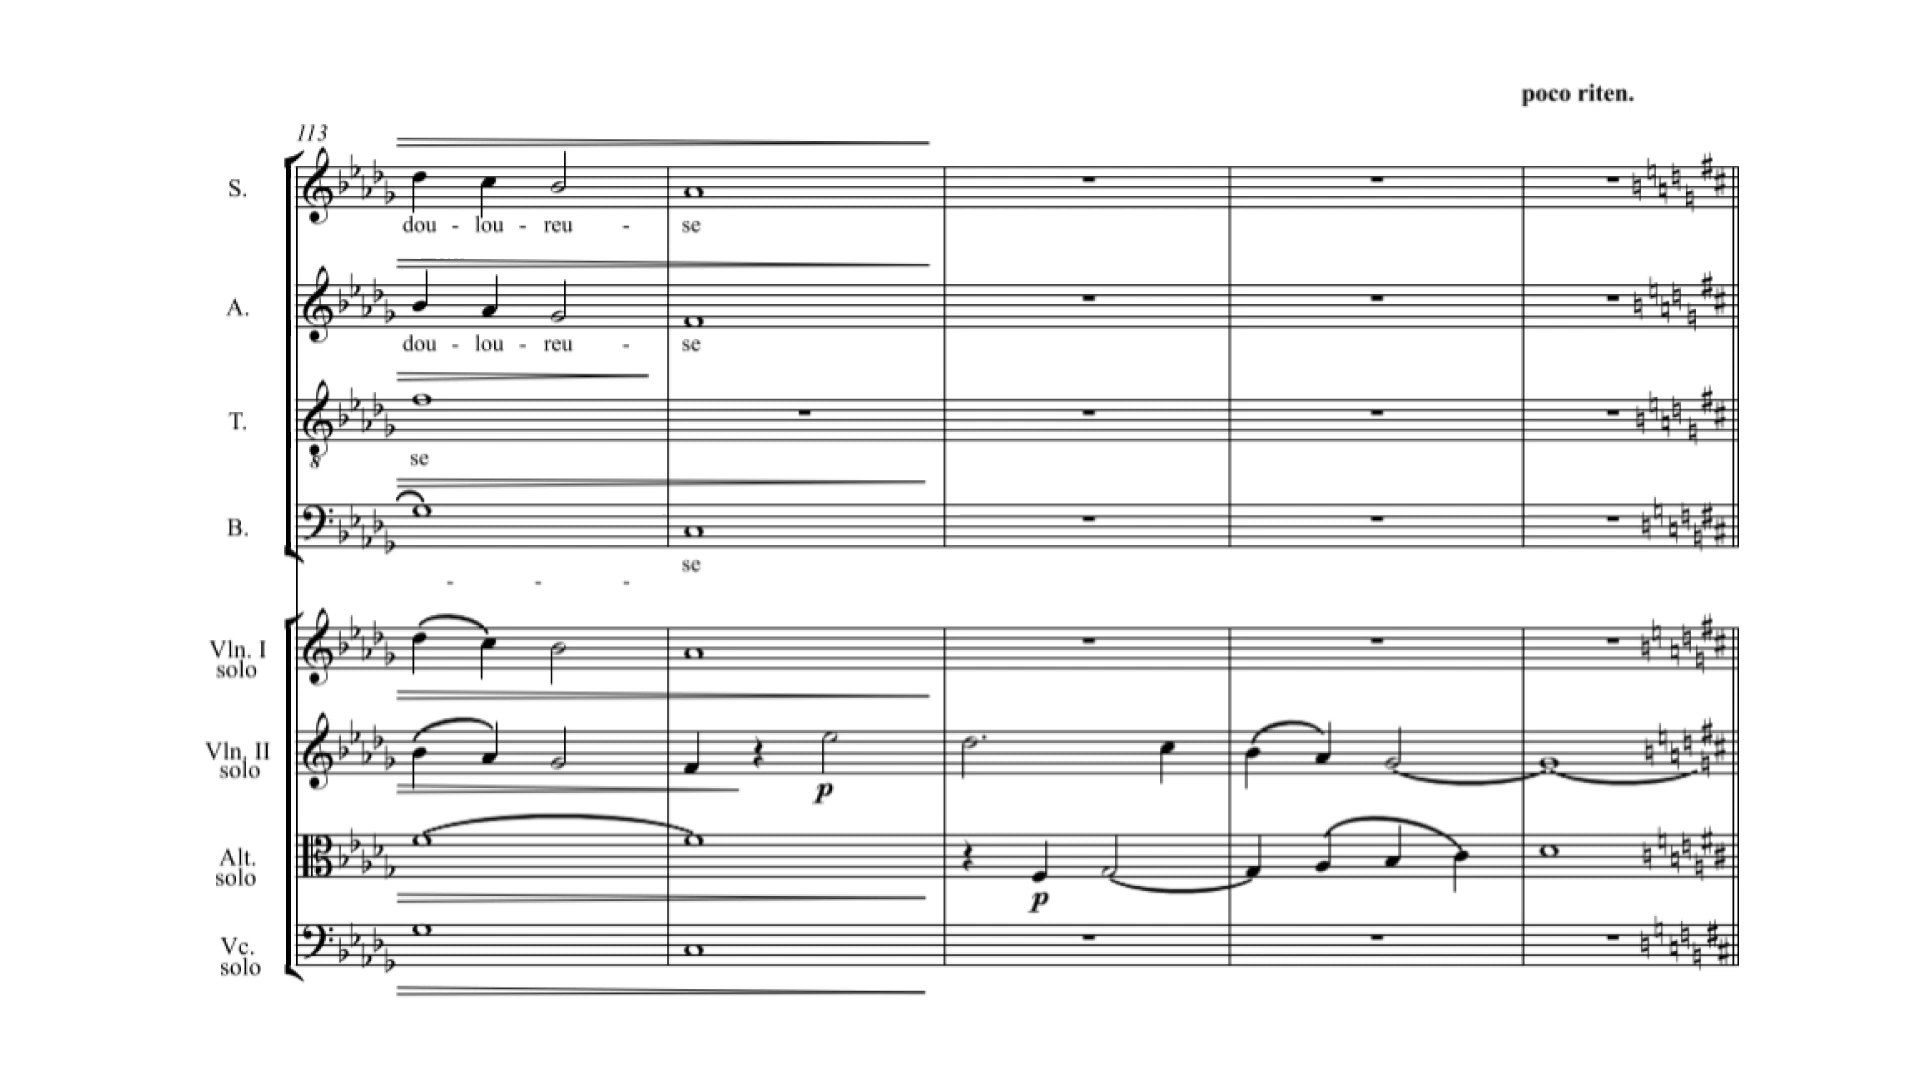 poco riten.
113
S.
dou - lou - reu - se
A.
dou - lou - reu - se
T.
8
se
B.
se
- - -
Vln. I
solo
Vln. II
solo
p
Alt.
solo
p
Vc.
solo